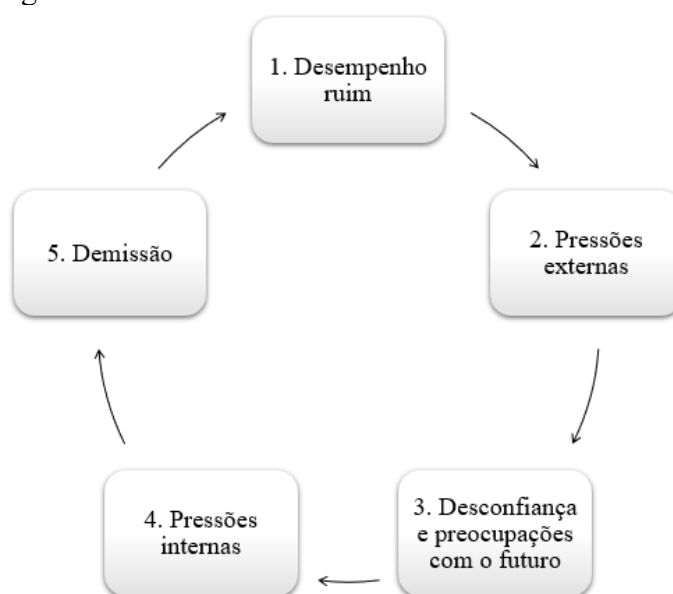 1. Desempenho
ruim
2. Pressões
externas
3. Desconfiança
e preocupações
com o futuro
4. Pressões
internas
5. Demissão